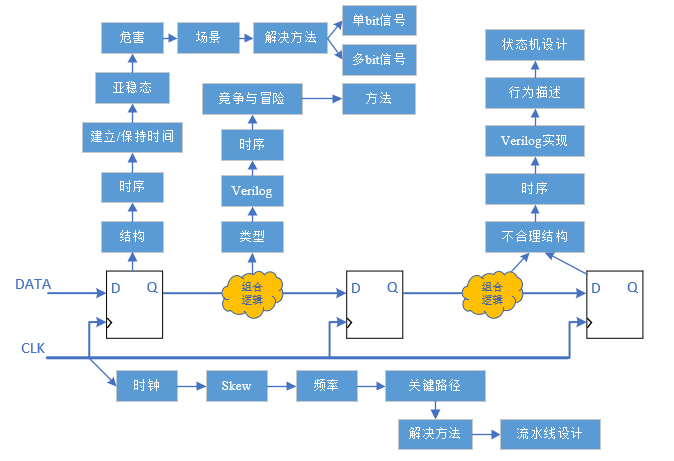 单bit信号
危害
场景
解决方法
多bit信号
状态机设计
亚稳态
竟争与冒险
方法
行为描述
建立/保持时间
时序
Verilog实现
时序
Verilog
时序
结构
类型
不合理结构
DATA
D
Q
组合
逻辑
D
Q
组合
逻辑
D
Q
CLK
时钟
Skew
频率
关键路径
解决方法
流水线设计